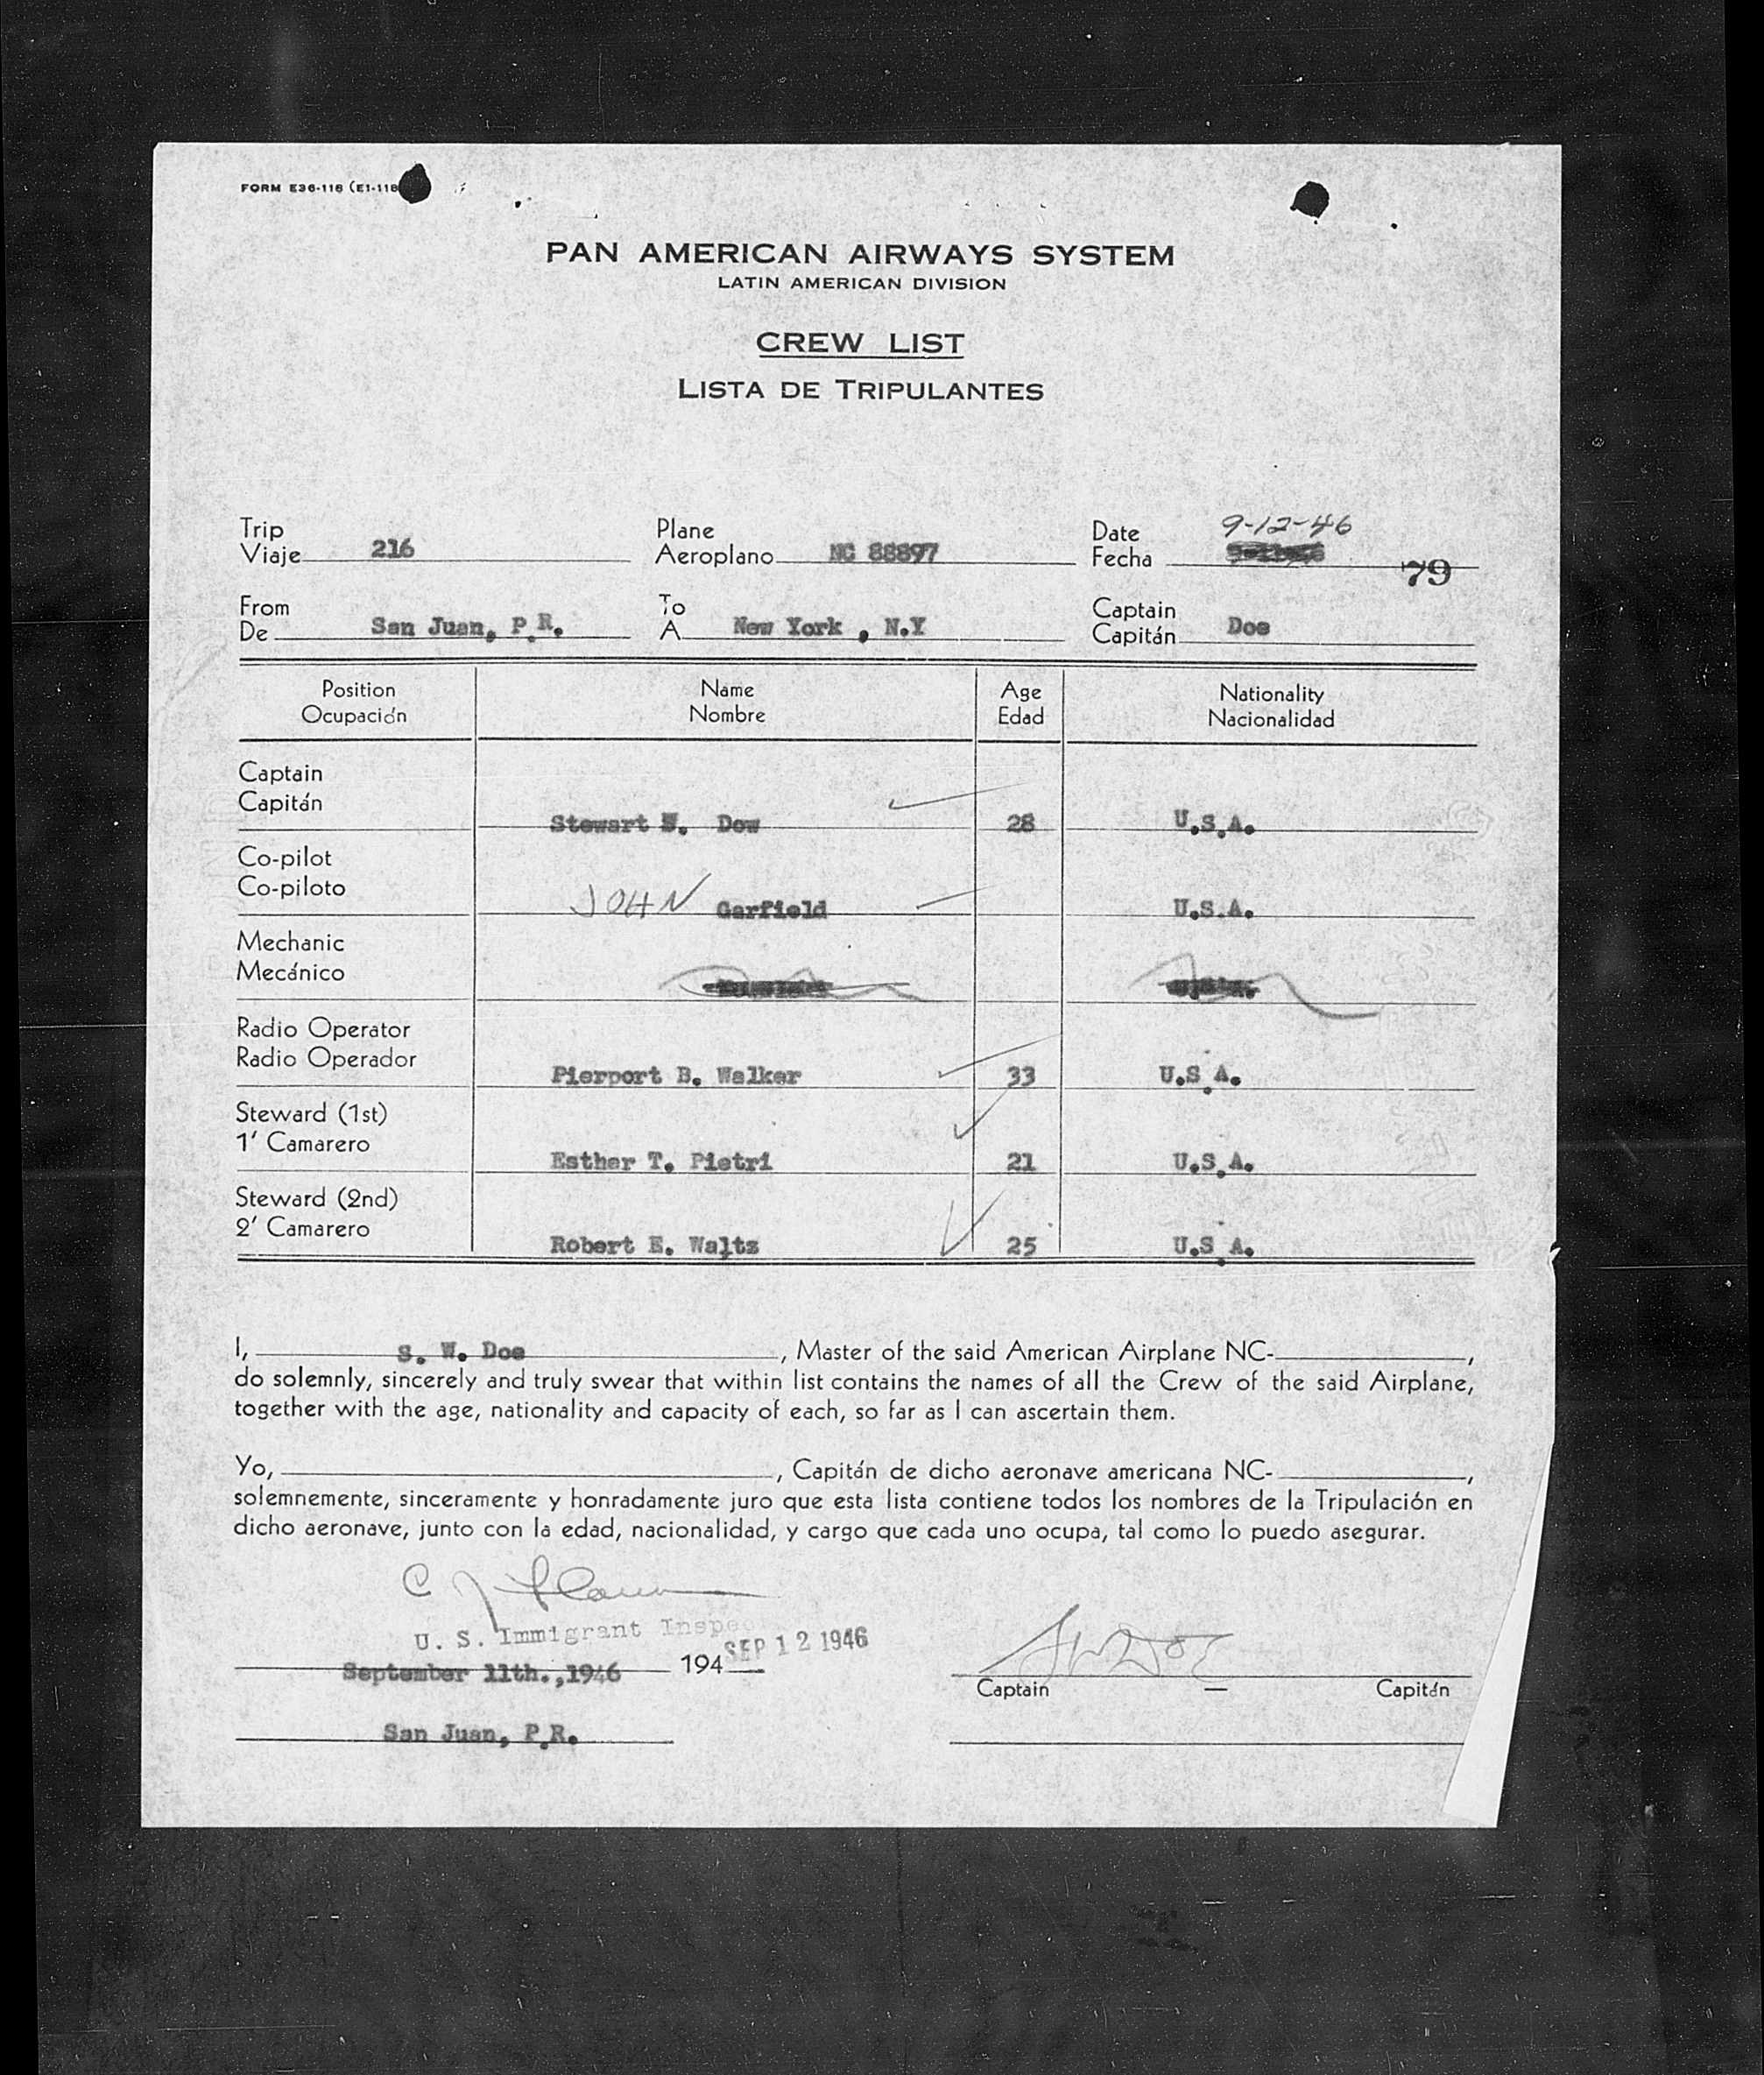 FORM E36-118 (E1-118
PAN AMERICAN AIRWAYS SYSTEM
LATIN AMERICAN DIVISION
CREW LIST
LISTA DE TRIPULANTES
Trip Plane Date 9-12-46
Viaje 216 Aeroplano NC 88897 Fecha
79
From To Captain
De San Juan, P.R. A New York , N.Y Capitán Doe
Position Name Age Nationality
Ocupación Nombre Edad Nacionalidad
Captain
Capitán
Stewart W. Dow 28 U.S.A.
Co-pilot
Co-piloto
JOHN Garfield U.S.A.
Mechanic
Mecánico
Radio Operator
Radio Operador
Pierport B. Walker 33 U.S.A.
Steward (1st)
1' Camarero
Esther T. Pietri 21 U.S.A.
Steward (2nd)
2' Camarero
Robert E. Waltz 25 U.S.A.
I, S. W. Doe , Master of the said American Airplane NC- ,
do solemnly, sincerely and truly swear that within list contains the names of all the Crew of the said Airplane,
together with the age, nationality and capacity of each, so far as I can ascertain them.
Yo, , Capitán de dicho aeronave americana NC- ,
solemnemente, sinceramente y honradamente juro que esta lista contiene todos los nombres de la Tripulación en
dicho aeronave, junto con la edad, nacionalidad, y cargo que cada uno ocupa, tal como lo puedo asegurar.
U. S. Immigrant Inspec
SEP 12 1946
September 11th.,1946 194 SWDoe
Captain — Capitán
San Juan, P.R.